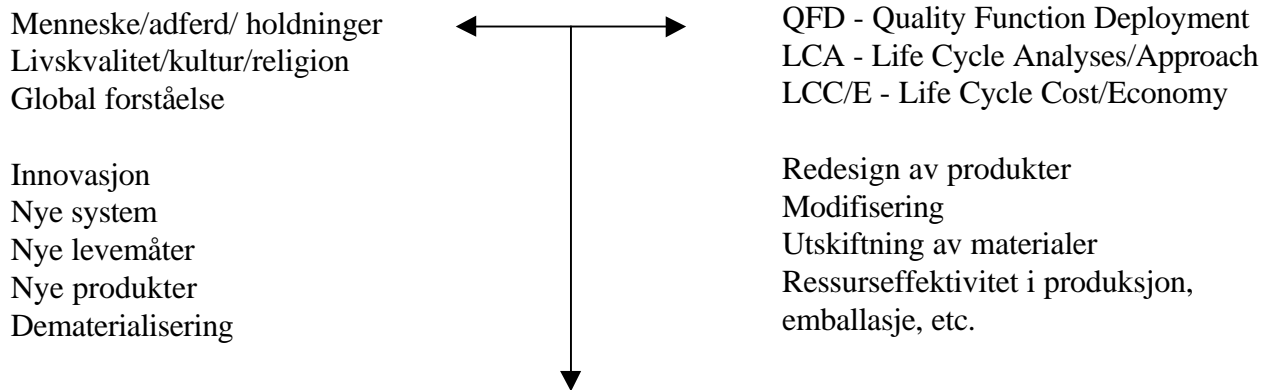 Menneske/adferd/ holdninger
Livskvalitet/kultur/religion
Global forståelse
Innovasjon
Nye system
Nye levemåter
Nye produkter
Dematerialisering
QFD - Quality Function Deployment
LCA - Life Cycle Analyses/Approach
LCC/E - Life Cycle Cost/Economy
Redesign av produkter
Modifisering
Utskiftning av materialer
Ressurseffektivitet i produksjon,
emballasje, etc.